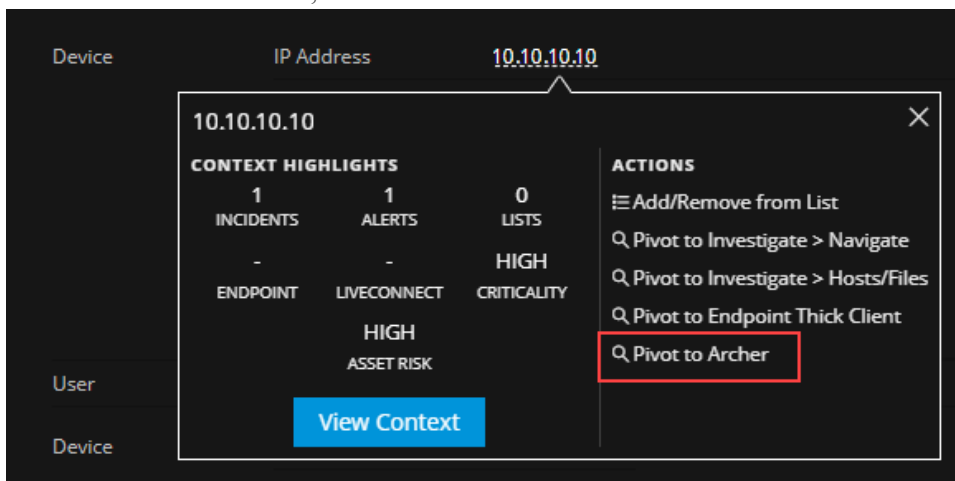 Device IP Address 10.10.10.10
10.10.10.10
CONTEXT HIGHLIGHTS
1 1 0
INCIDENTS ALERTS LISTS
- - HIGH
ENDPOINT LIVECONNECT CRITICALITY
HIGH
ASSET RISK
View Context
ACTIONS
Add/Remove from List
Pivot to Investigate > Navigate
Pivot to Investigate > Hosts/Files
Pivot to Endpoint Thick Client
Pivot to Archer
User
Device